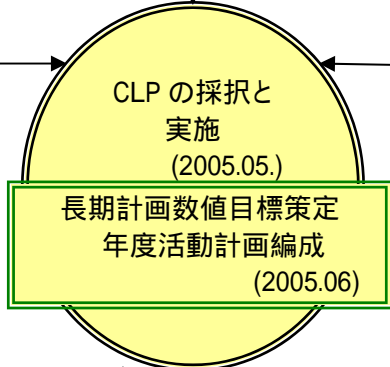 CLP の採択と
実施
(2005.05.)
長期計画数値目標策定
年度活動計画編成
(2005.06)